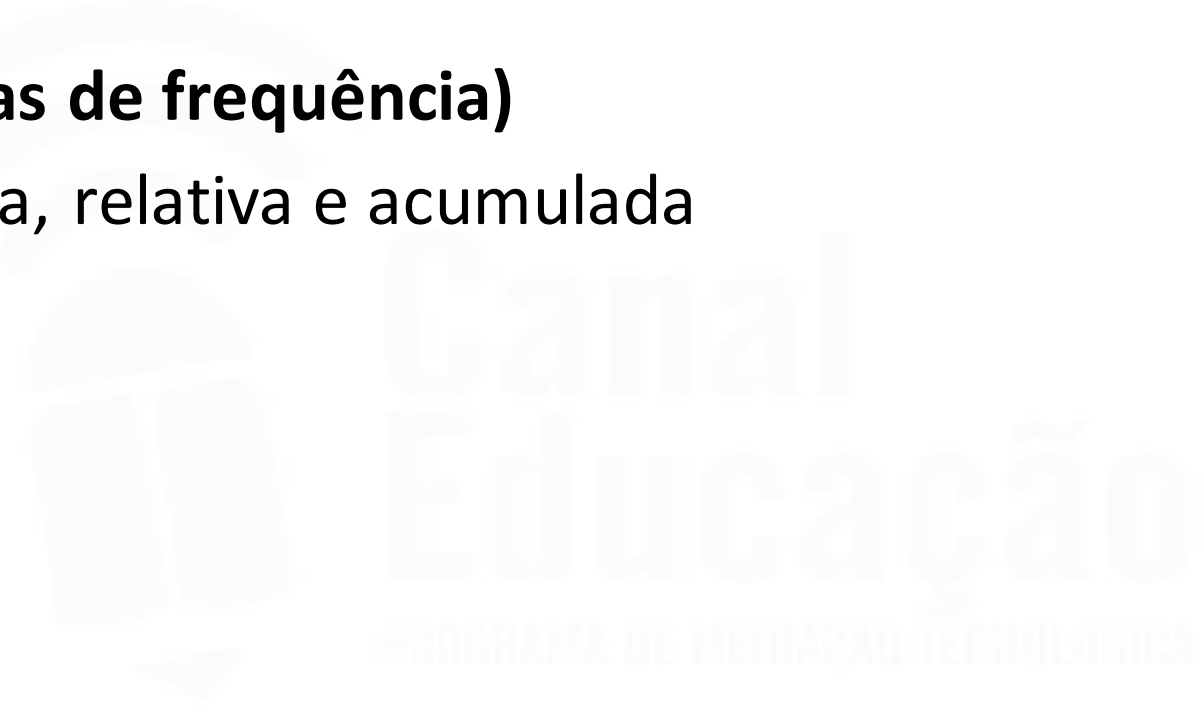 as de frequência)
a, relativa e acumulada
Canal
Educação
PROGRAMA DE MEDIAÇÃO TECNOLÓGICA